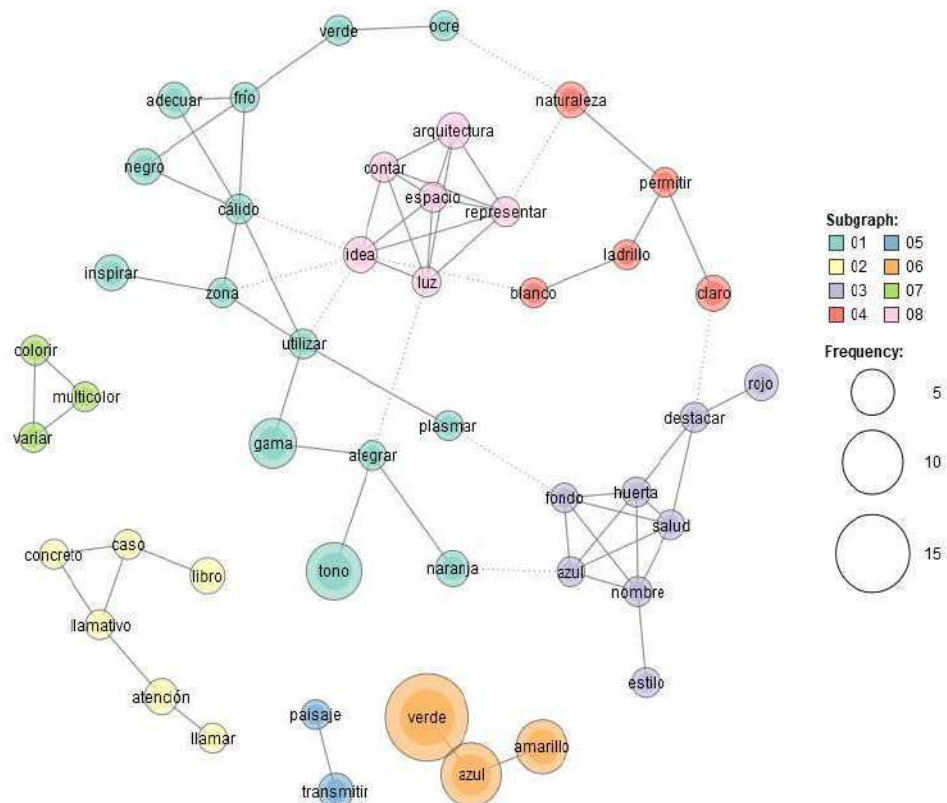 verde
ocre
adecuar
frío
naturaleza
arquitectura
negro
contar
permitir
espacio
representar
cálido
idea
ladrillo
inspirar
zona
luz
blanco
claro
utilizar
colorir
multicolor
variar
gama
alegrar
plasmar
destacar
rojo
fondo
huerta
salud
tono
naranja
azul
nombre
estilo
concreto
caso
libro
llamativo
atención
llamar
paisaje
transmitir
verde
azul
amarillo
Subgraph:
01 05
02 06
03 07
04 08
Frequency:
5
10
15